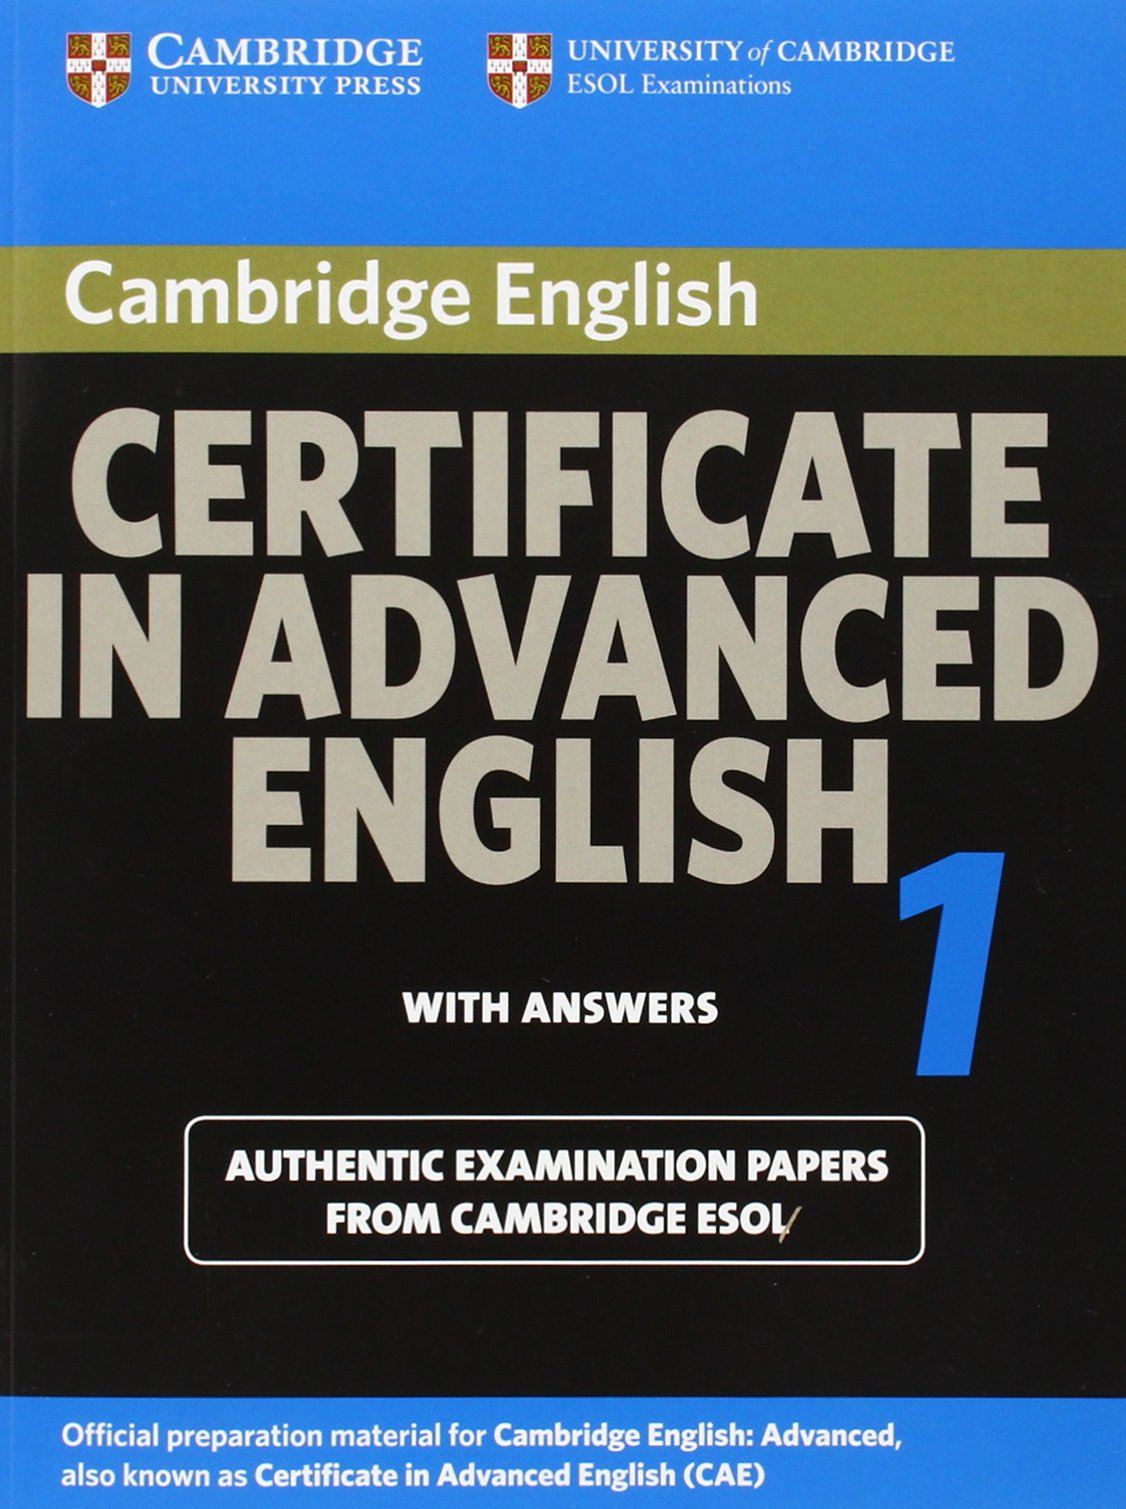 CAMBRIDGE
UNIVERSITY PRESS
UNIVERSITY of CAMBRIDGE
ESOL Examinations
Cambridge English
CERTIFICATE
IN ADVANCED
ENGLISH
1
WITH ANSWERS
AUTHENTIC EXAMINATION PAPERS
FROM CAMBRIDGE ESOL
Official preparation material for Cambridge English: Advanced,
also known as Certificate in Advanced English (CAE)